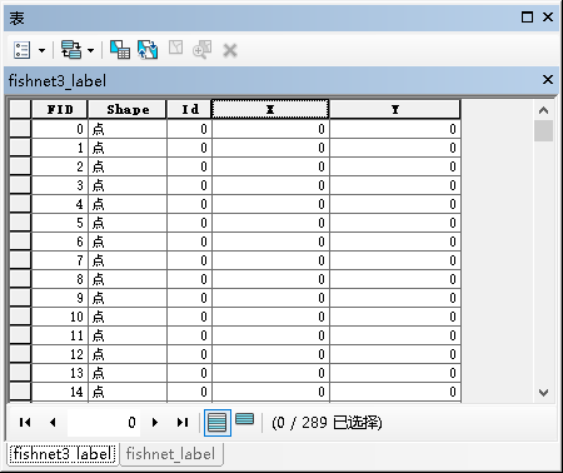 表
fishnet3_label
FID Shape Id X Y
0 点 0 0 0
1 点 0 0 0
2 点 0 0 0
3 点 0 0 0
4 点 0 0 0
5 点 0 0 0
6 点 0 0 0
7 点 0 0 0
8 点 0 0 0
9 点 0 0 0
10 点 0 0 0
11 点 0 0 0
12 点 0 0 0
13 点 0 0 0
14 点 0 0 0
0 (0 / 289 已选择)
fishnet3_label fishnet_label